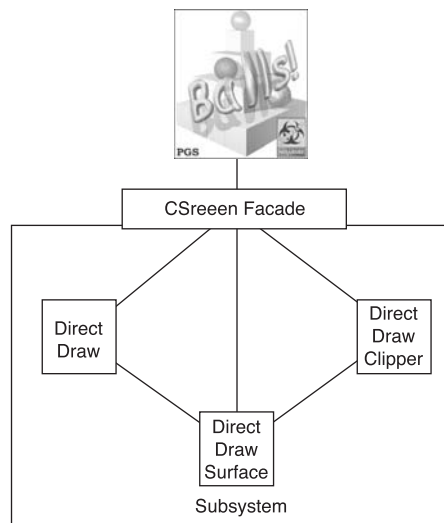 Balls!
PGS
CSreeen Facade
Direct
Draw
Direct
Draw
Clipper
Direct
Draw
Surface
Subsystem